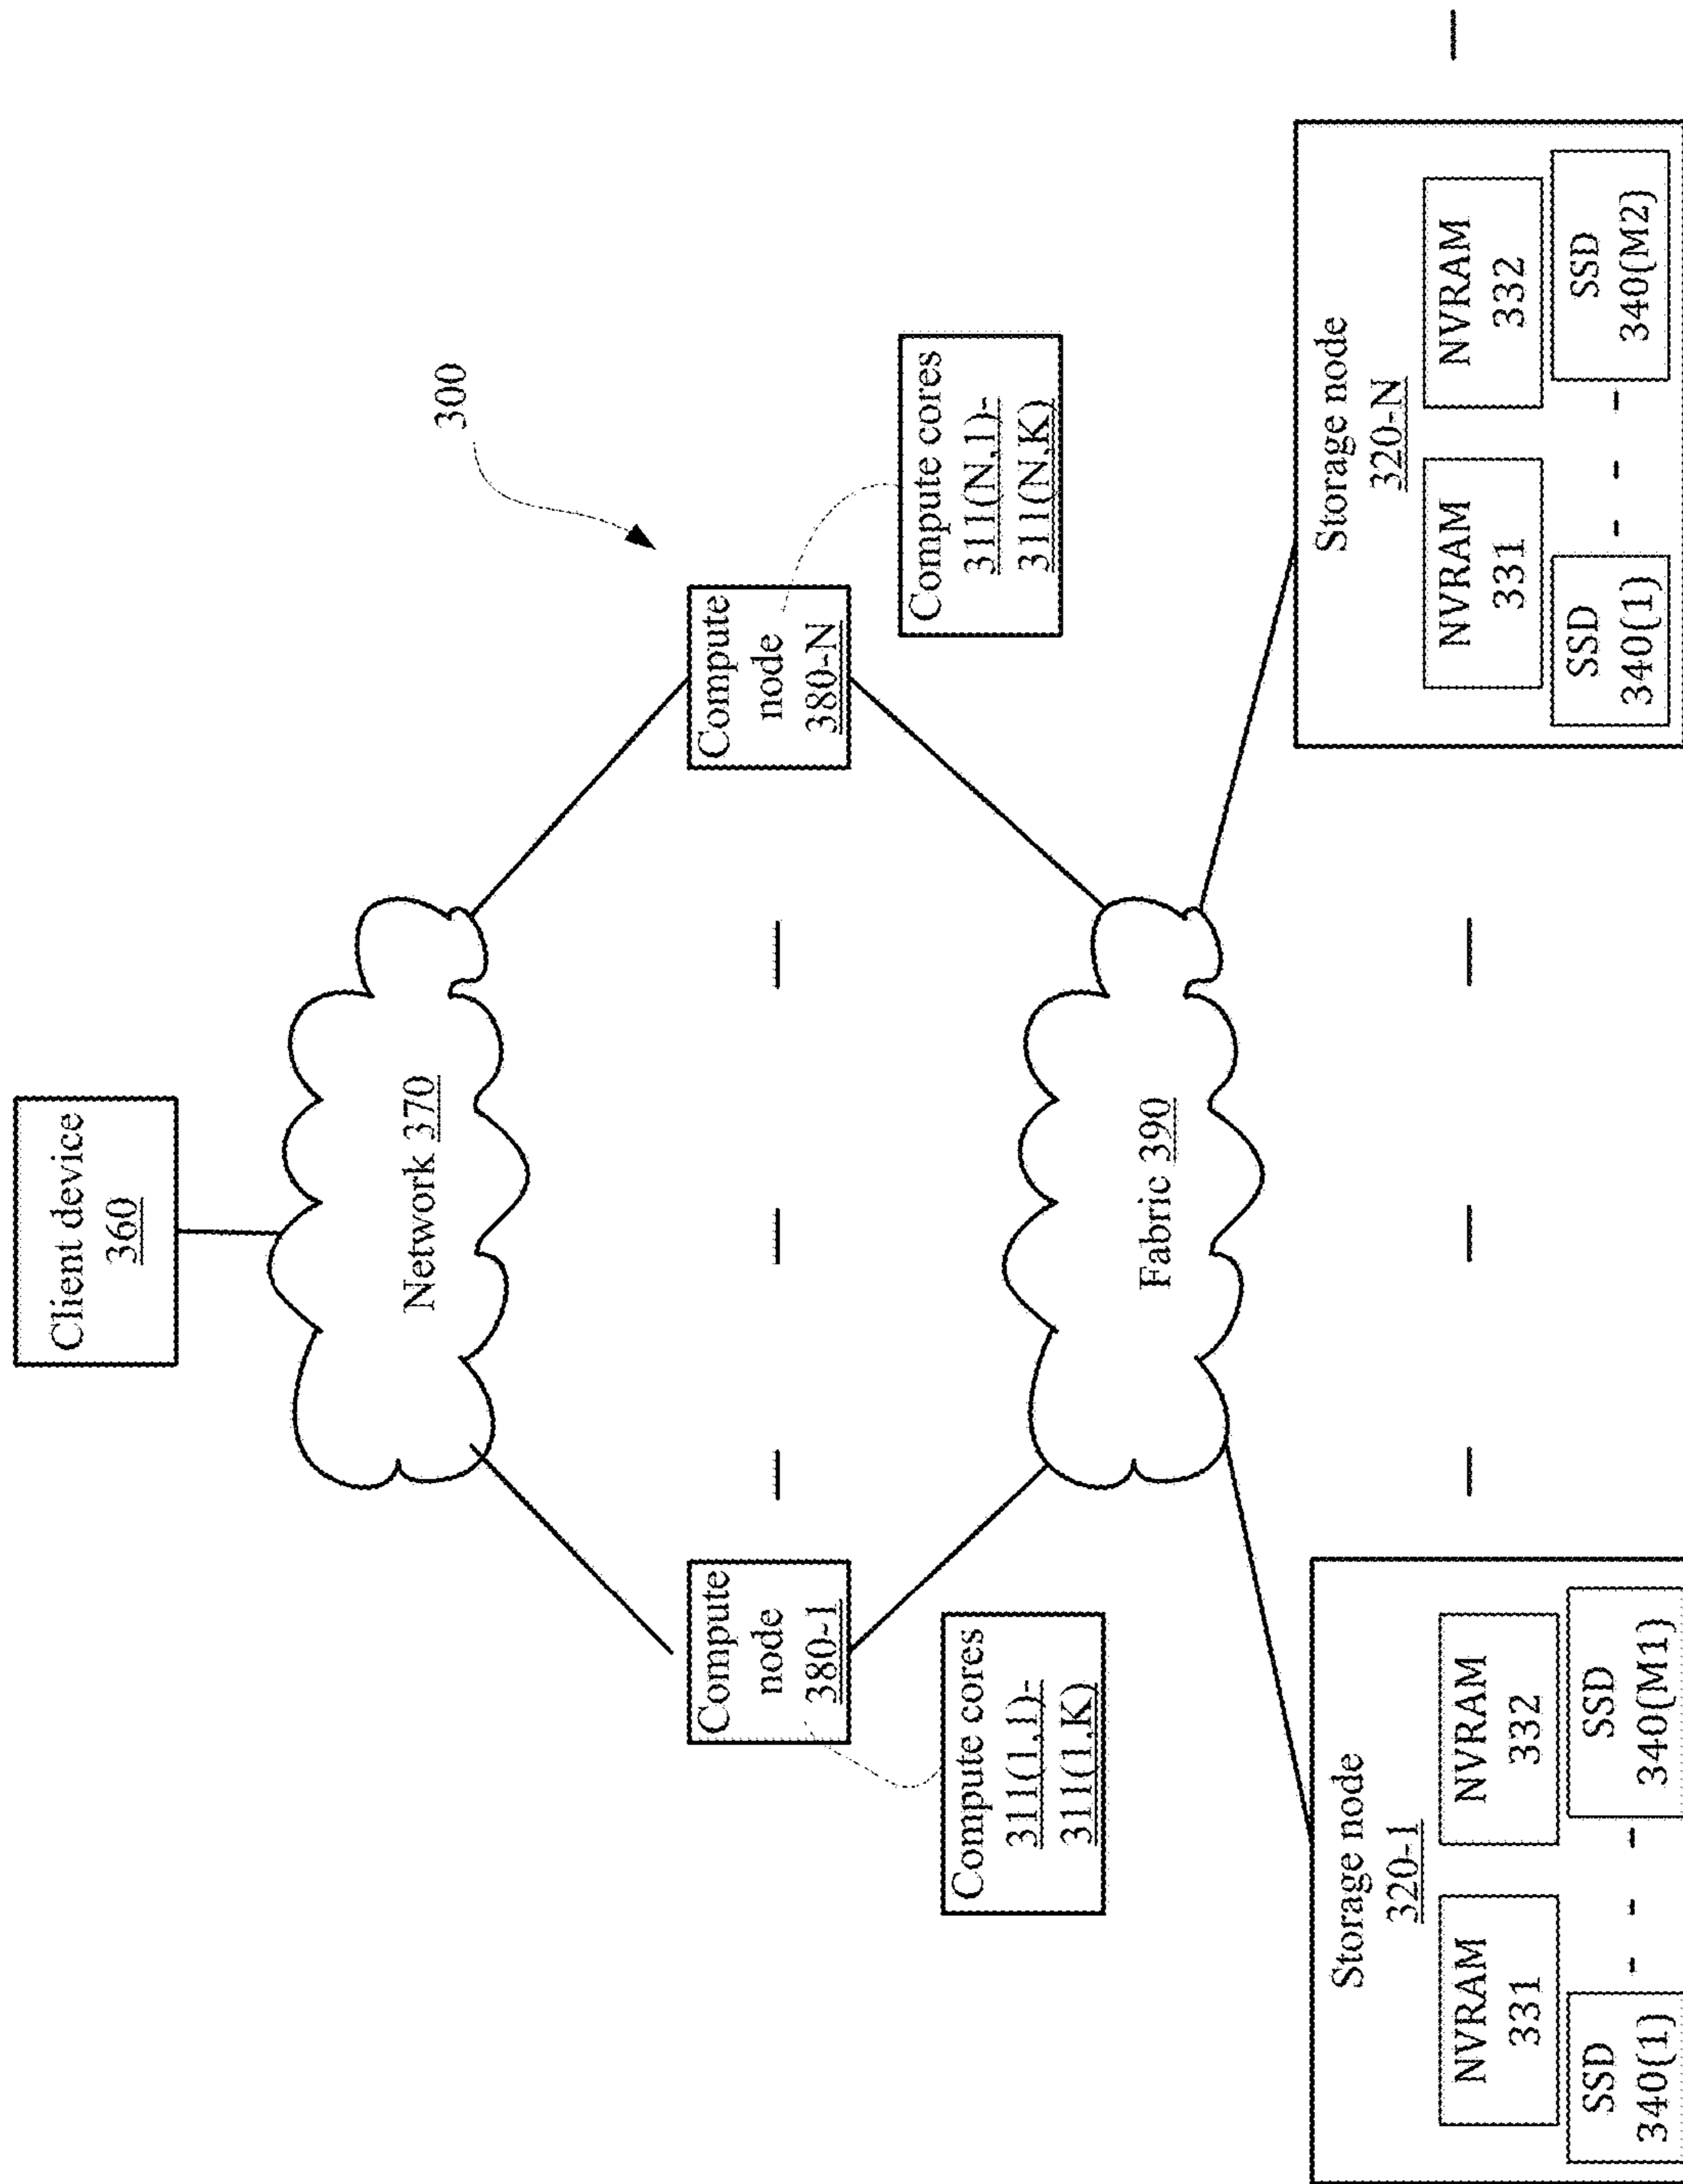 Client device
360
Network 370
300
Compute
node
380-1
Compute
node
380-N
Compute cores
311(1,1)-
311(1,K)
Compute cores
311(N,1)-
311(N,K)
Fabric 390
Storage node
320-1
NVRAM
331
NVRAM
332
SSD
340(1)
SSD
340(M1)
Storage node
320-N
NVRAM
331
NVRAM
332
SSD
340(1)
SSD
340(M2)